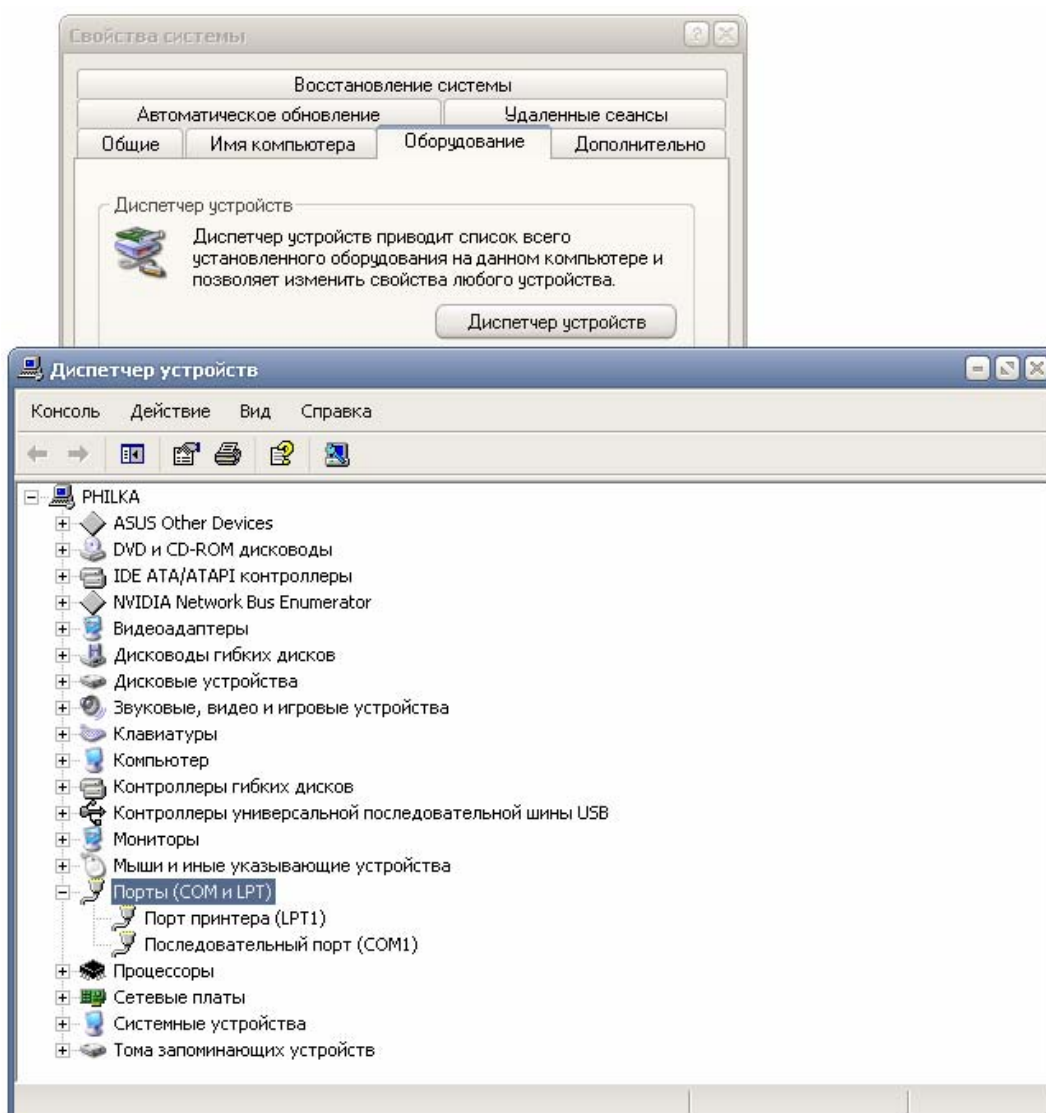 Свойства системы
Восстановление системы
Автоматическое обновление
Удаленные сеансы
Общие
Имя компьютера
Оборудование
Дополнительно
Диспетчер устройств
Диспетчер устройств приводит список всего
установленного оборудования на данном компьютере и
позволяет изменить свойства любого устройства.
Диспетчер устройств
Диспетчер устройств
Консоль Действие Вид Справка
PHILKA
ASUS Other Devices
DVD и CD-ROM дисководы
IDE ATA/ATAPI контроллеры
NVIDIA Network Bus Enumerator
Видеоадаптеры
Дисководы гибких дисков
Дисковые устройства
Звуковые, видео и игровые устройства
Клавиатуры
Компьютер
Контроллеры гибких дисков
Контроллеры универсальной последовательной шины USB
Мониторы
Мыши и иные указывающие устройства
Порты (COM и LPT)
Порт принтера (LPT1)
Последовательный порт (COM1)
Процессоры
Сетевые платы
Системные устройства
Тома запоминающих устройств